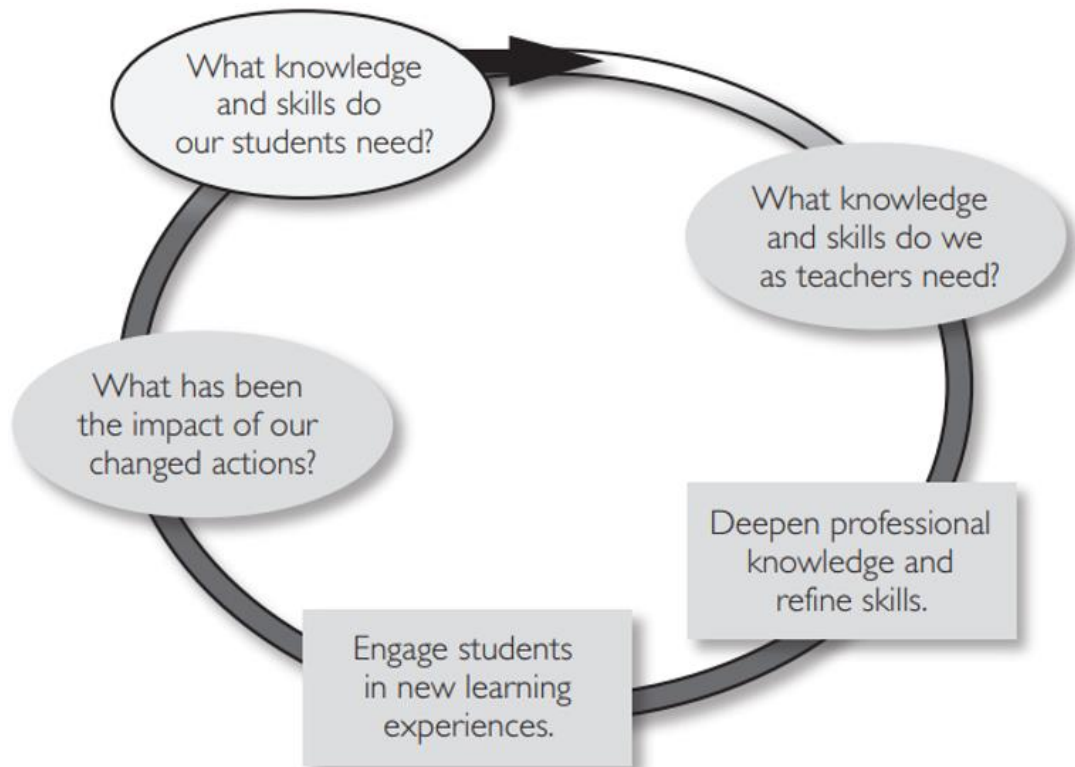 What knowledge
and skills do
our students need?
What knowledge
and skills do we
as teachers need?
Deepen professional
knowledge and
refine skills.
Engage students
in new learning
experiences.
What has been
the impact of our
changed actions?